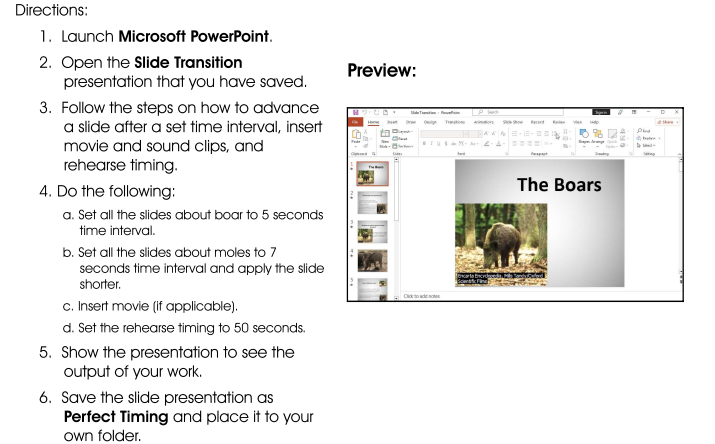 Directions:
1. Launch Microsoft PowerPoint.
2. Open the Slide Transition
presentation that you have saved.
3. Follow the steps on how to advance
a slide after a set time interval, insert
movie and sound clips, and
rehearse timing.
4. Do the following:
a. Set all the slides about boar to 5 seconds
time interval.
b. Set all the slides about moles to 7
seconds time interval and apply the slide
shorter.
c. Insert movie (if applicable).
d. Set the rehearse timing to 50 seconds.
5. Show the presentation to see the
output of your work.
6. Save the slide presentation as
Perfect Timing and place it to your
own folder.
Preview:
Slide Transition - PowerPoint
Search
File Home Insert Draw Design Transitions Animations Slide Show Record Review View Help Share
Paste
New
Slide
Layout
Reset
Section
Shapes Arrange Quick
Styles
Find
Replace
Select
Clipboard Slides Font Paragraph Drawing Editing
The Boars
Encarta Encyclopedia, Mills Tandy/Oxford
Scientific Films
Click to add notes